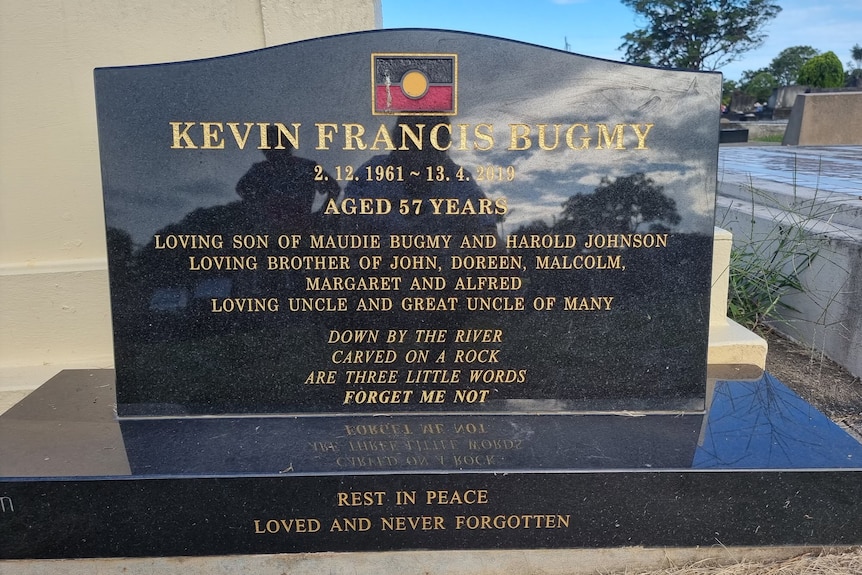 KEVIN FRANCIS BUGMY
2. 12. 1961 ~ 13. 4. 2019
AGED 57 YEARS
LOVING SON OF MAUDIE BUGMY AND HAROLD JOHNSON
LOVING BROTHER OF JOHN, DOREEN, MALCOLM,
MARGARET AND ALFRED
LOVING UNCLE AND GREAT UNCLE OF MANY
DOWN BY THE RIVER
CARVED ON A ROCK
ARE THREE LITTLE WORDS
FORGET ME NOT
REST IN PEACE
LOVED AND NEVER FORGOTTEN